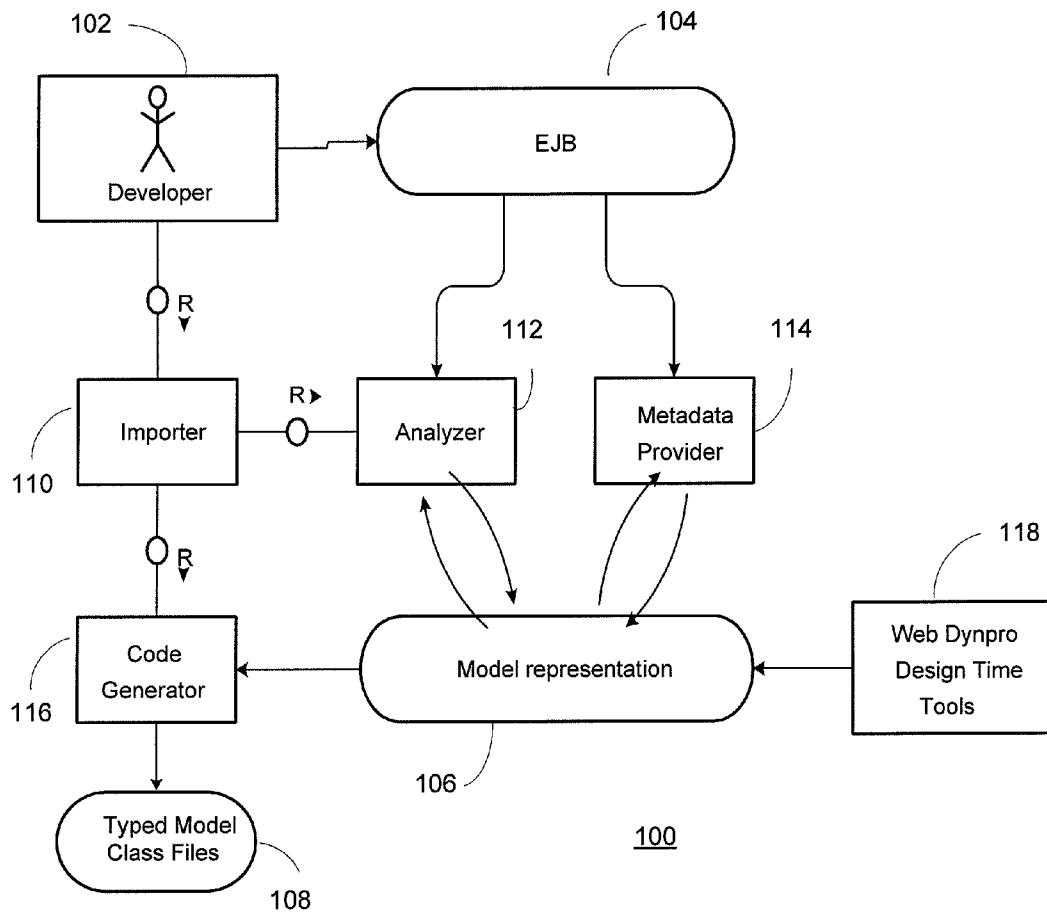 102
104
Developer
EJB
R
112
114
R
Importer
Analyzer
Metadata
Provider
110
R
118
Code
Generator
Model representation
Web Dynpro
Design Time
Tools
116
106
Typed Model
Class Files
100
108